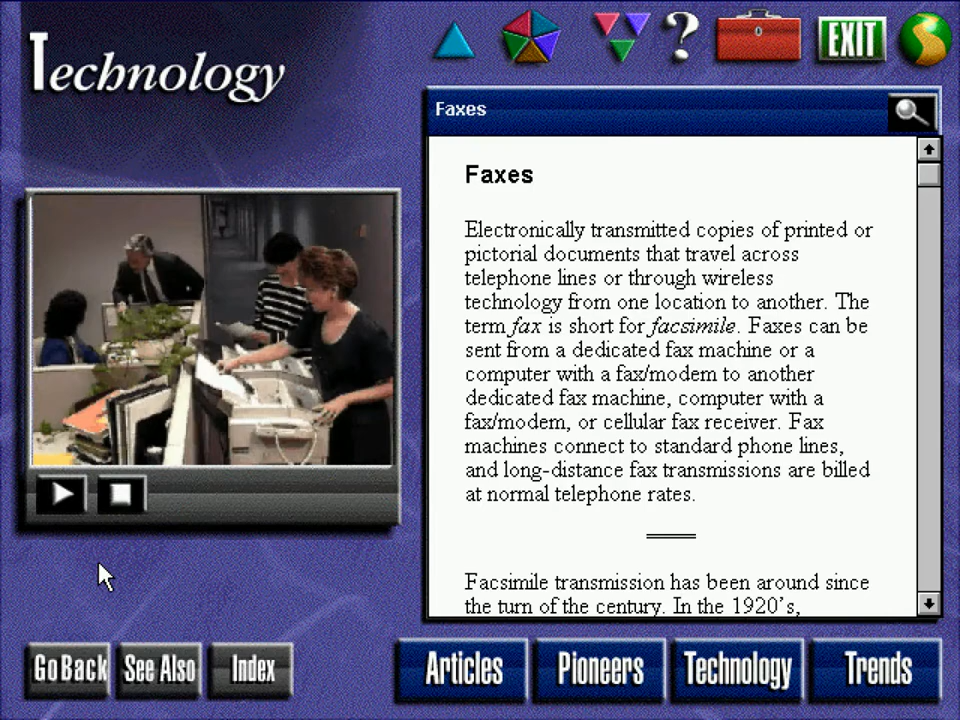 Technology
EXIT
Faxes
Faxes
Electronically transmitted copies of printed or
pictorial documents that travel across
telephone lines or through wireless
technology from one location to another. The
term fax is short for facsimile. Faxes can be
sent from a dedicated fax machine or a
computer with a fax/modem to another
dedicated fax machine, computer with a
fax/modem, or cellular fax receiver. Fax
machines connect to standard phone lines,
and long-distance fax transmissions are billed
at normal telephone rates.
Facsimile transmission has been around since
the turn of the century. In the 1920's,
Go Back
See Also
Index
Articles
Pioneers
Technology
Trends